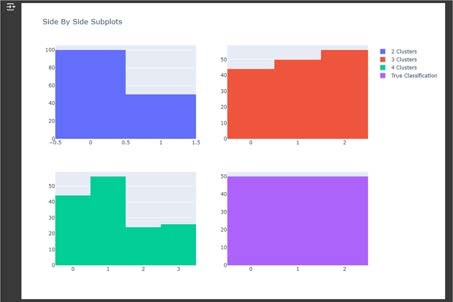 Side By Side Subplots
100
80
60
40
20
0
−0.5 0 0.5 1 1.5
50
40
30
20
10
0
0 1 2
2 Clusters
3 Clusters
4 Clusters
True Classification
50
40
30
20
10
0
0 1 2 3
50
40
30
20
10
0
0 1 2